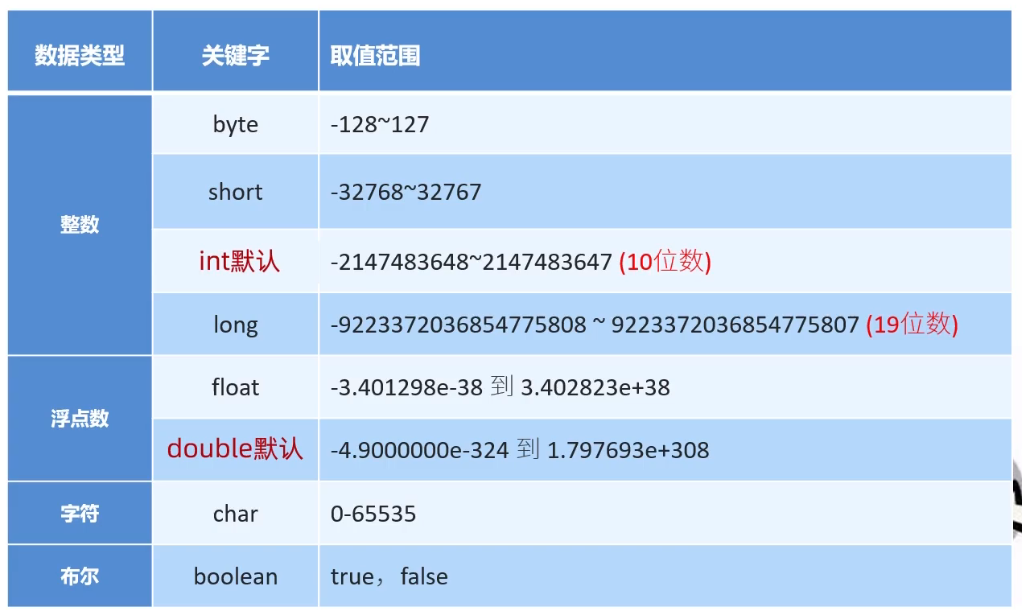 数据类型 关键字 取值范围
整数
byte -128~127
short -32768~32767
int默认 -2147483648~2147483647 (10位数)
long -9223372036854775808 ~ 9223372036854775807 (19位数)
浮点数
float -3.401298e-38 到 3.402823e+38
double默认 -4.9000000e-324 到 1.797693e+308
字符 char 0-65535
布尔 boolean true，false